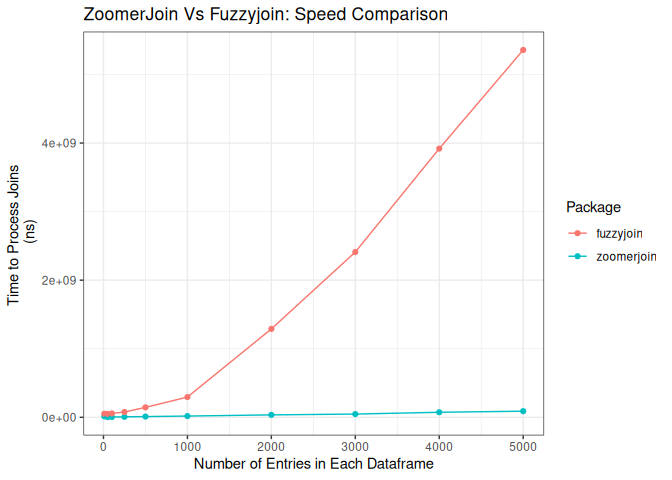 ZoomerJoin Vs Fuzzyjoin: Speed Comparison
Time to Process Joins
(ns)
4e+09
2e+09
0e+00
0 1000 2000 3000 4000 5000
Number of Entries in Each Dataframe
Package
fuzzyjoin
zoomerjoin